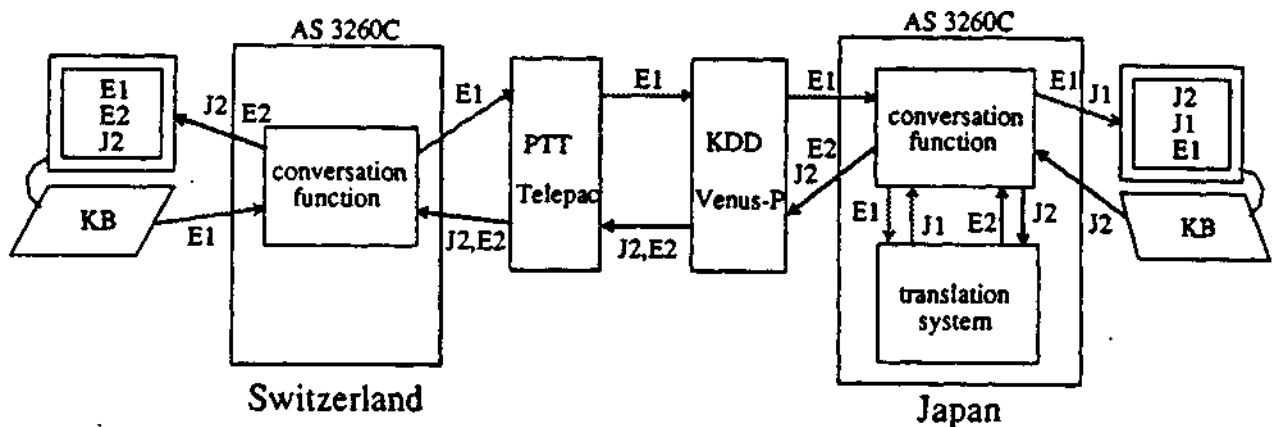 AS 3260C
AS 3260C
E1
E2
J2
J2
E2
E1
PTT
Telepac
E1
KDD
Venus-P
E1
conversation
function
E1
J1
J2
J1
E1
conversation
function
E2
J2
KB
E1
J2,E2
J2,E2
E1
J1
E2
J2
J2
KB
translation
system
Switzerland
Japan